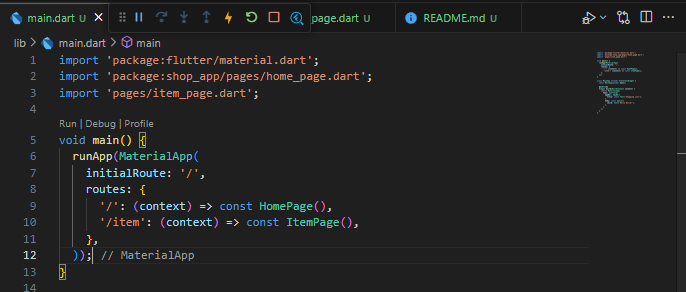 main.dart U
page.dart U
README.md U
lib > main.dart > main
1 import 'package:flutter/material.dart';
2 import 'package:shop_app/pages/home_page.dart';
3 import 'pages/item_page.dart';
4
Run | Debug | Profile
5 void main() {
6 runApp(MaterialApp(
7 initialRoute: '/',
8 routes: {
9 '/': (context) => const HomePage(),
10 '/item': (context) => const ItemPage(),
11 },
12 )); // MaterialApp
13 }